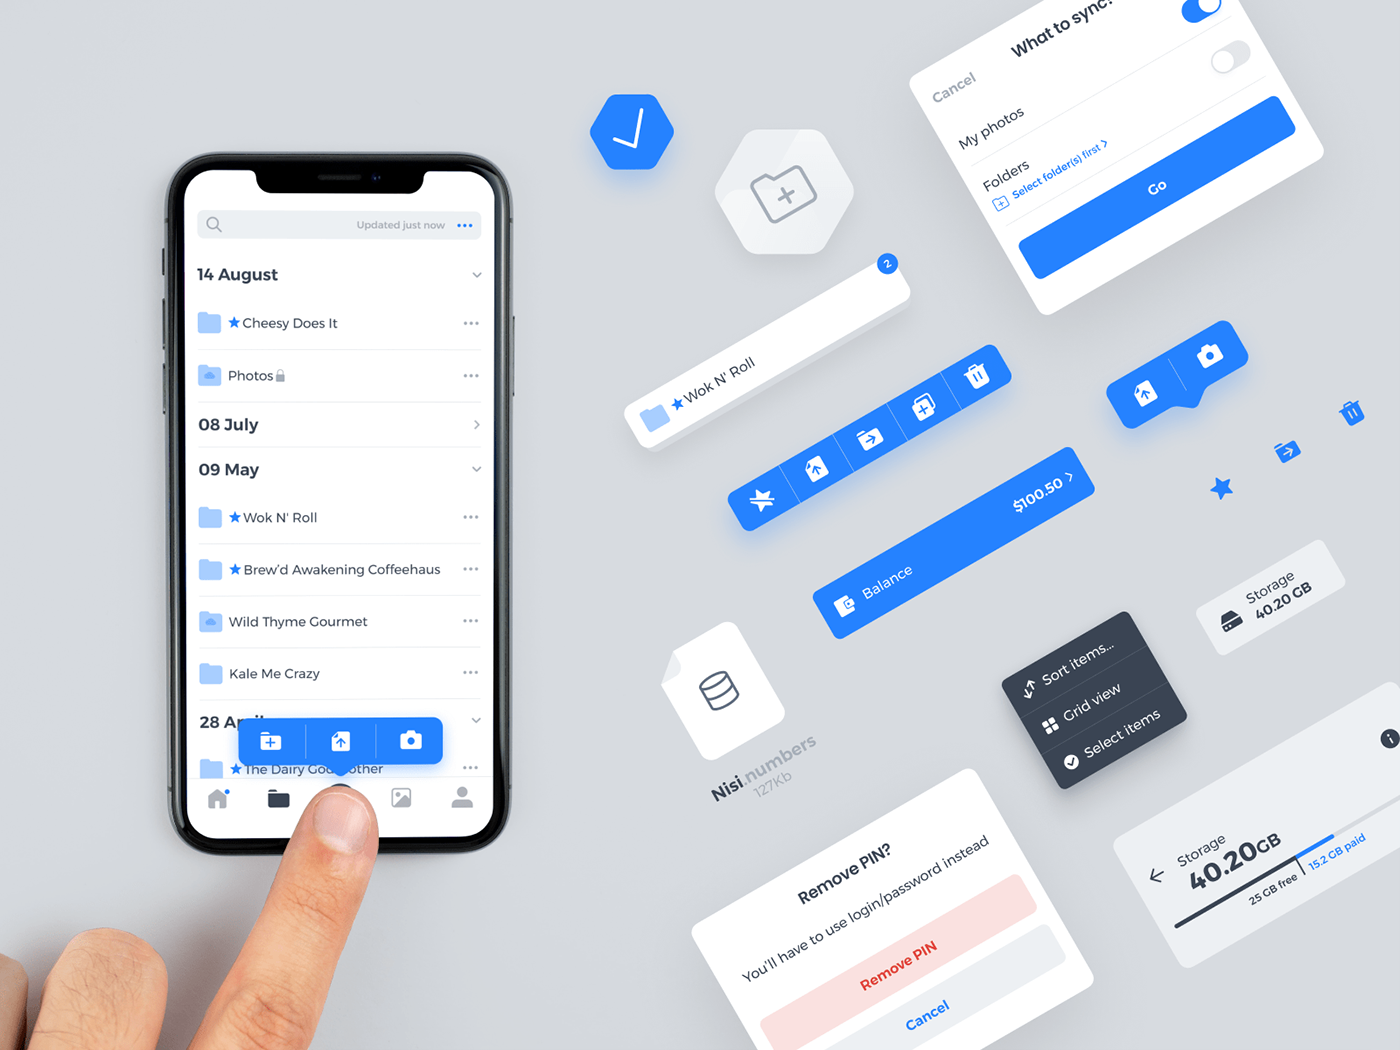 Updated just now
14 August
Cheesy Does It
Photos
08 July
09 May
Wok N' Roll
Brew'd Awakening Coffeehaus
Wild Thyme Gourmet
Kale Me Crazy
28 April
The Dairy Godmother
What to sync?
Cancel
My photos
Folders
Select folder(s) first
Go
2
Wok N' Roll
Balance
$100.50
Storage
40.20 GB
Sort items...
Grid view
Select items
Nisi.numbers
127Kb
Storage
40.20GB
25 GB free
15.2 GB paid
Remove PIN?
You'll have to use login/password instead
Remove PIN
Cancel